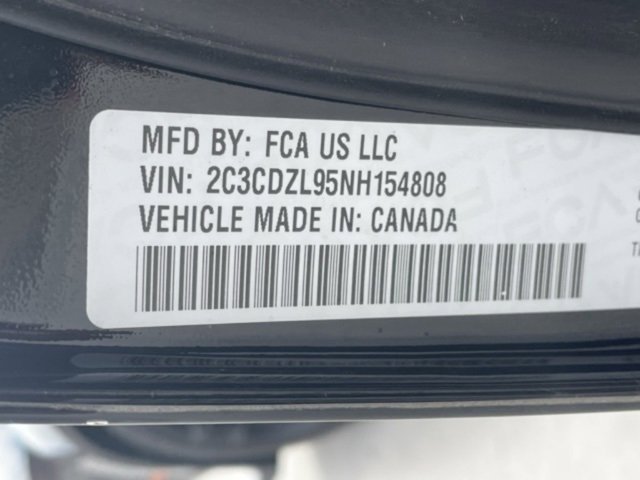 MFD BY: FCA US LLC
VIN: 2C3CDZL95NH154808
VEHICLE MADE IN: CANADA